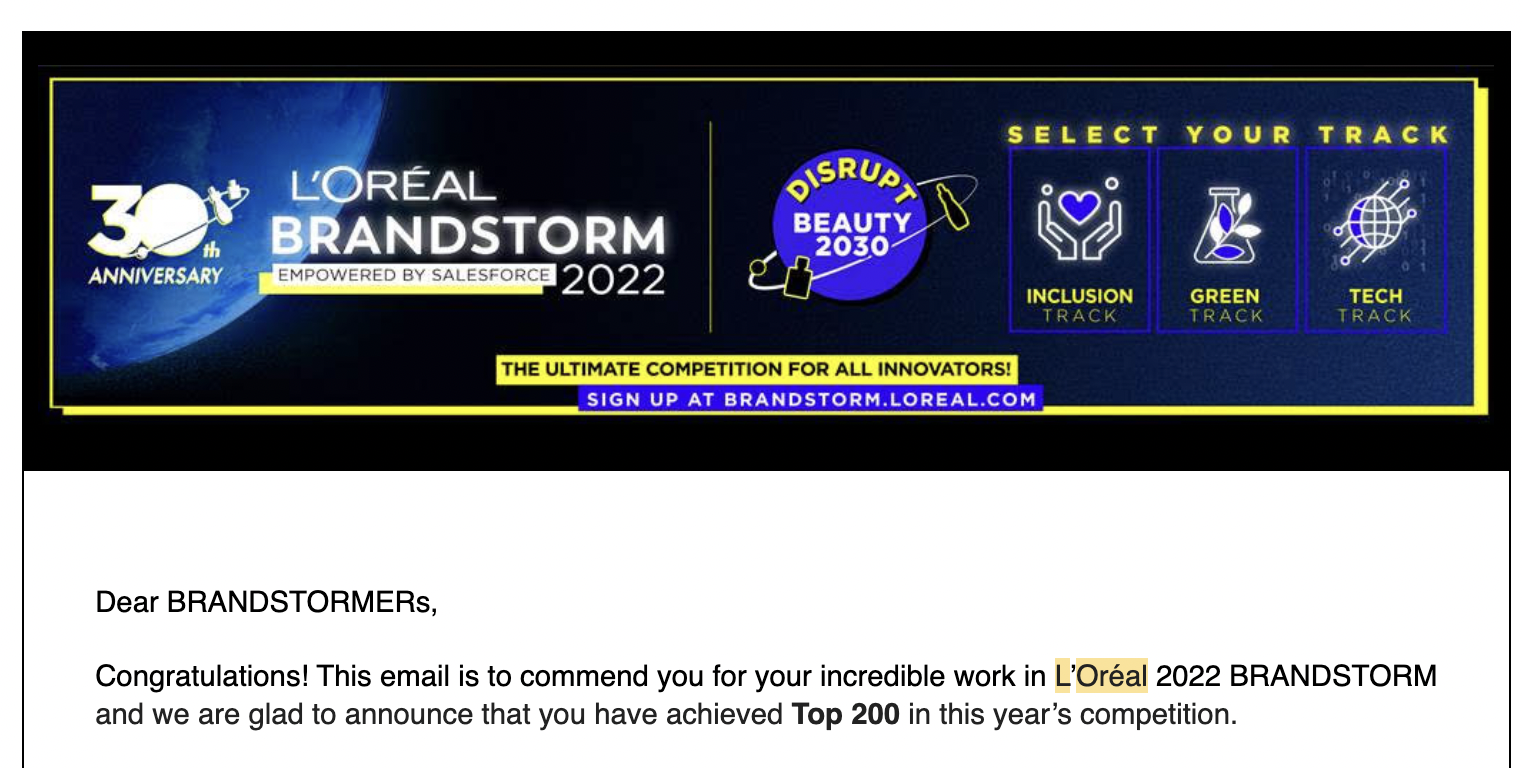 30th
ANNIVERSARY
L'ORÉAL
BRANDSTORM
EMPOWERED BY SALESFORCE 2022
DISRUPT
BEAUTY
2030
SELECT YOUR TRACK
INCLUSION
TRACK
GREEN
TRACK
TECH
TRACK
THE ULTIMATE COMPETITION FOR ALL INNOVATORS!
SIGN UP AT BRANDSTORM.LOREAL.COM
Dear BRANDSTORMERs,
Congratulations! This email is to commend you for your incredible work in L’Oréal 2022 BRANDSTORM
and we are glad to announce that you have achieved Top 200 in this year’s competition.